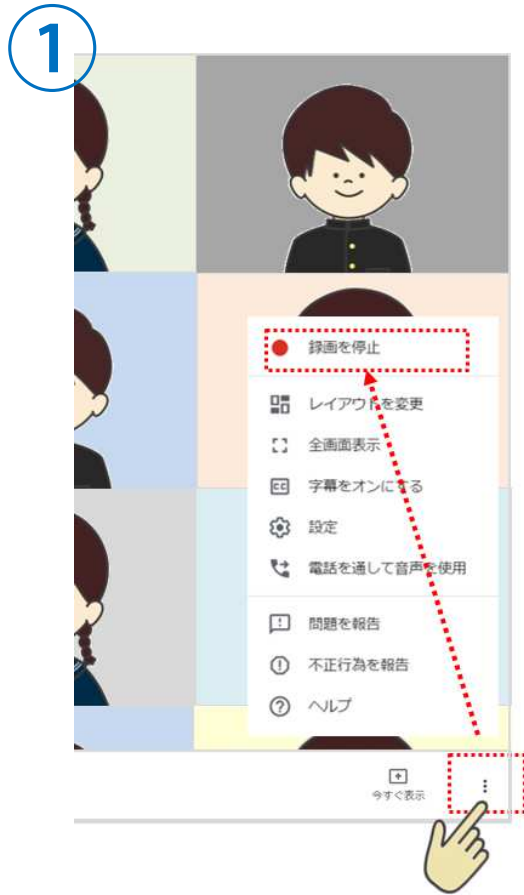 1
録画を停止
レイアウトを変更
全画面表示
字幕をオンにする
設定
電話を通して音声を使用
問題を報告
不正行為を報告
ヘルプ
今すぐ表示